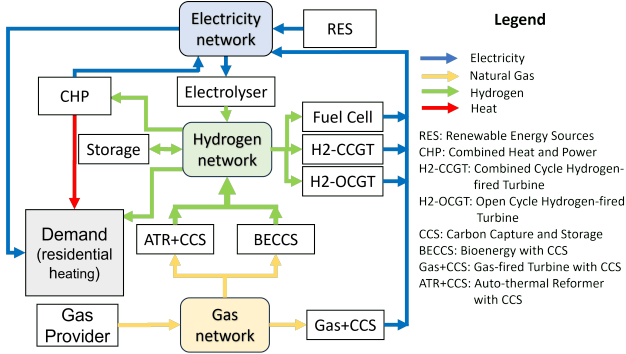 Electricity
network
RES
Legend
Electricity
Natural Gas
Hydrogen
Heat
CHP
Electrolyser
Fuel Cell
Storage
Hydrogen
network
H2-CCGT
H2-OCGT
RES: Renewable Energy Sources
CHP: Combined Heat and Power
H2-CCGT: Combined Cycle Hydrogen-
fired Turbine
H2-OCGT: Open Cycle Hydrogen-fired
Turbine
CCS: Carbon Capture and Storage
BECCS: Bioenergy with CCS
Gas+CCS: Gas-fired Turbine with CCS
ATR+CCS: Auto-thermal Reformer
with CCS
Demand
(residential
heating)
ATR+CCS
BECCS
Gas
Provider
Gas
network
Gas+CCS